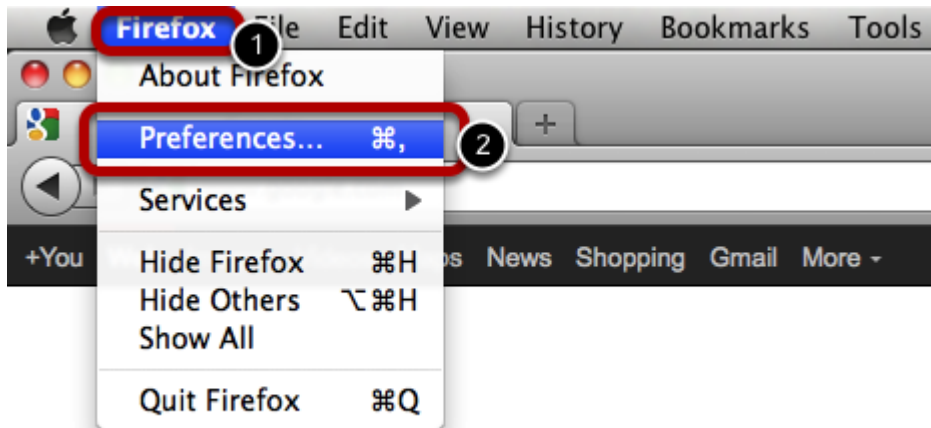 Firefox File Edit View History Bookmarks Tools
1
About Firefox
Preferences... ⌘,
2
Services
+You News Shopping Gmail More
Hide Firefox ⌘H
Hide Others ⌥⌘H
Show All
Quit Firefox ⌘Q